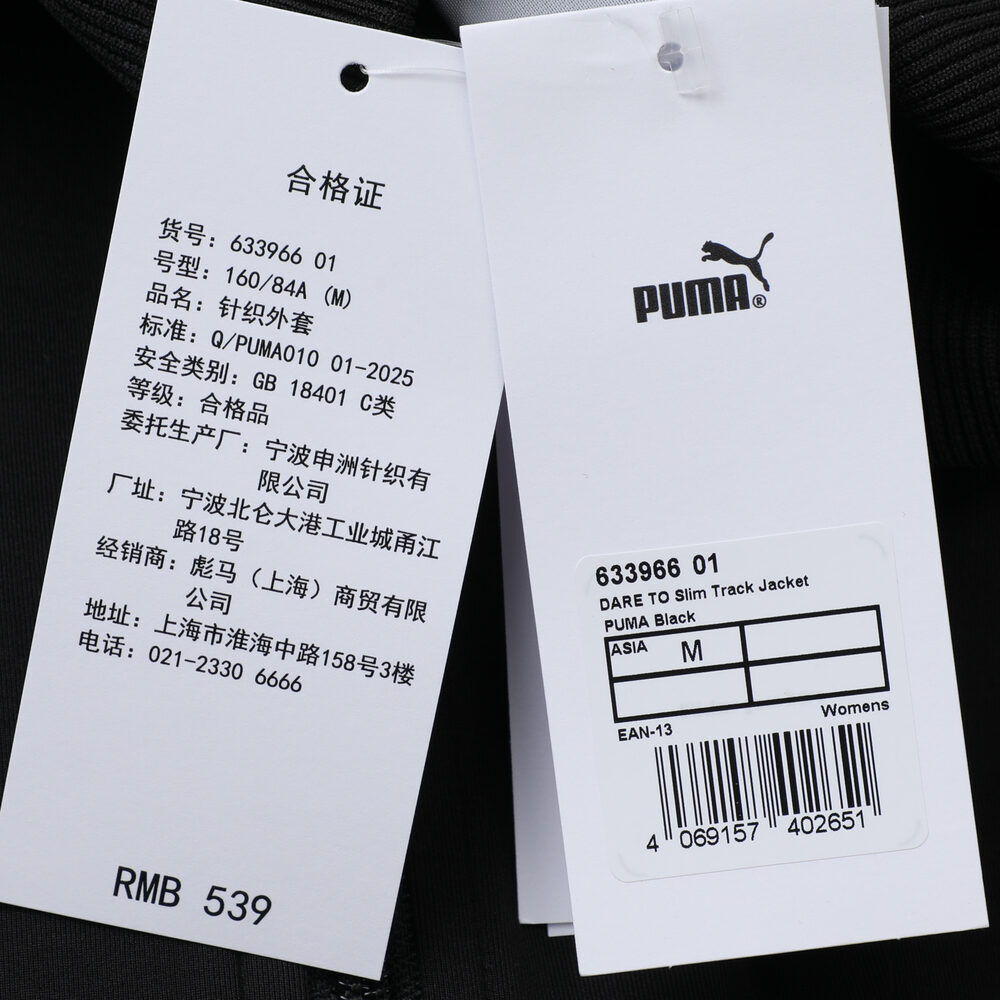 合格证
货号：633966 01
号型：160/84A (M)
品名：针织外套
标准：Q/PUMA010 01-2025
安全类别：GB 18401 C类
等级：合格品
委托生产厂：宁波申洲针织有
限公司
厂址：宁波北仑大港工业城甬江
路18号
经销商：彪马（上海）商贸有限
公司
地址：上海市淮海中路158号3楼
电话：021-2330 6666
RMB 539
PUMA®
633966 01
DARE TO Slim Track Jacket
PUMA Black
ASIA M
Womens
EAN-13
4 069157 402651